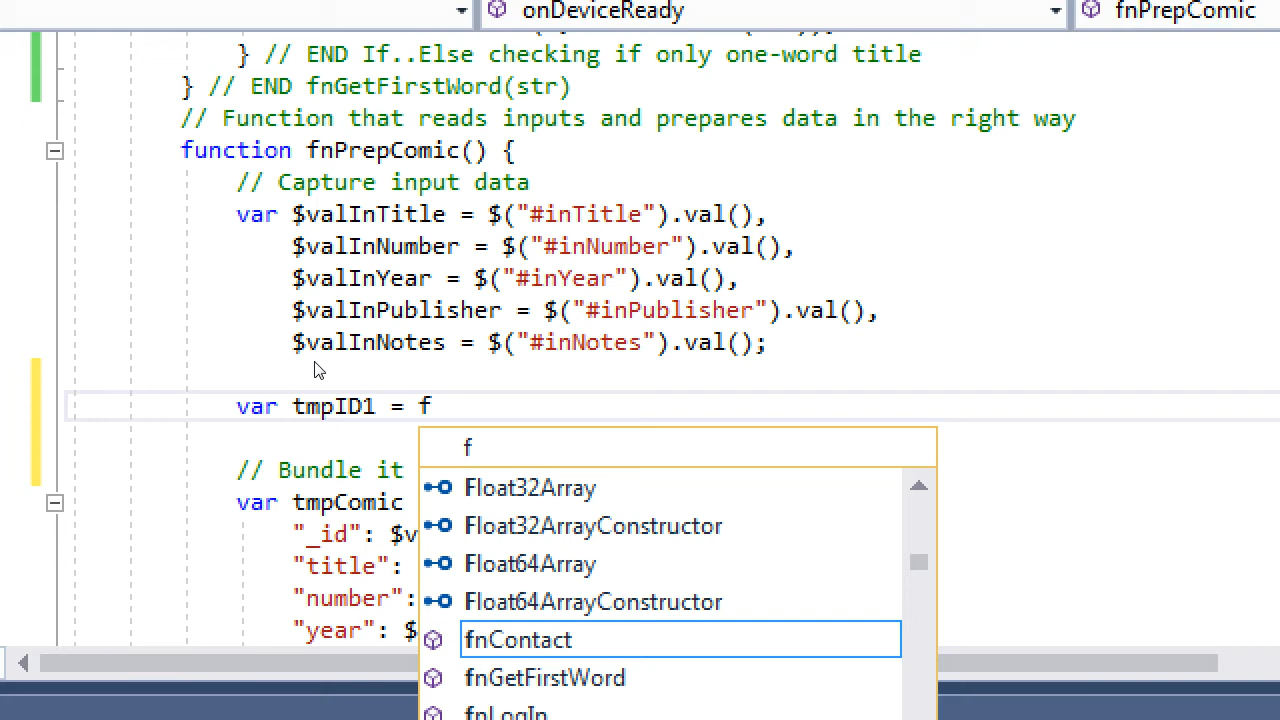 onDeviceReady
fnPrepComic
} // END If..Else checking if only one-word title
} // END fnGetFirstWord(str)
// Function that reads inputs and prepares data in the right way
function fnPrepComic() {
// Capture input data
var $valInTitle = $("#inTitle").val(),
$valInNumber = $("#inNumber").val(),
$valInYear = $("#inYear").val(),
$valInPublisher = $("#inPublisher").val(),
$valInNotes = $("#inNotes").val();
var tmpID1 = f
f
// Bundle it
Float32Array
var tmpComic
Float32ArrayConstructor
"_id": $v
Float64Array
"title":
Float64ArrayConstructor
"number":
"year": $
fnContact
fnGetFirstWord
fnLogIn